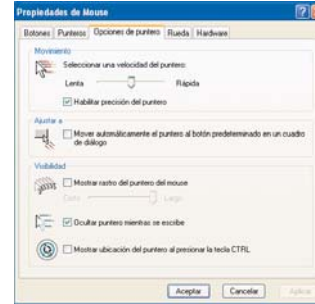 Propiedades de Mouse
Botones Punteros Opciones de puntero Rueda Hardware
Movimiento
Seleccionar una velocidad del puntero:
Lenta Rápida
Habilitar precisión del puntero
Ajustar a
Mover automáticamente el puntero al botón predeterminado en un cuadro
de diálogo
Visibilidad
Mostrar rastro del puntero del mouse
Corto Largo
Ocultar puntero mientras se escribe
Mostrar ubicación del puntero al presionar la tecla CTRL
Aceptar Cancelar Aplicar